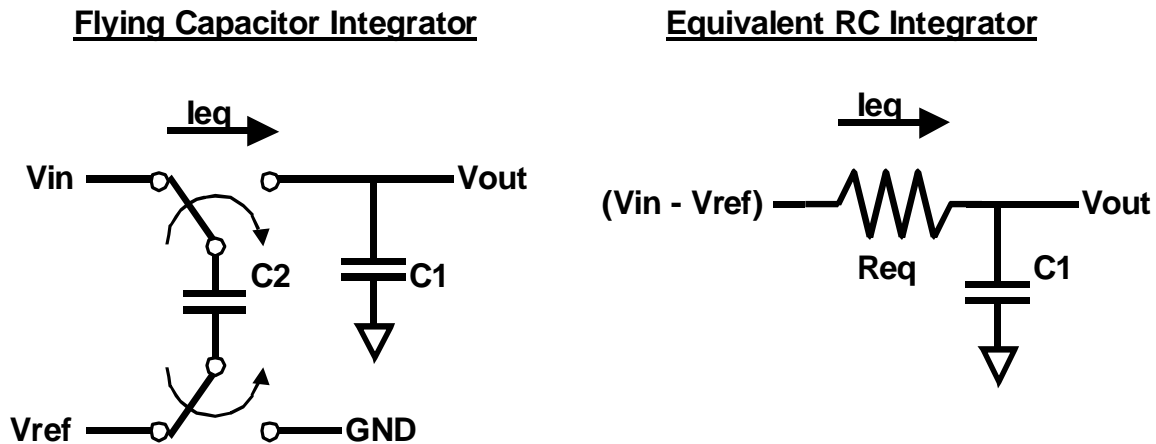 Flying Capacitor Integrator
Ieq
Vin
Vout
C2
C1
Vref
GND
Equivalent RC Integrator
Ieq
(Vin - Vref)
Vout
Req
C1